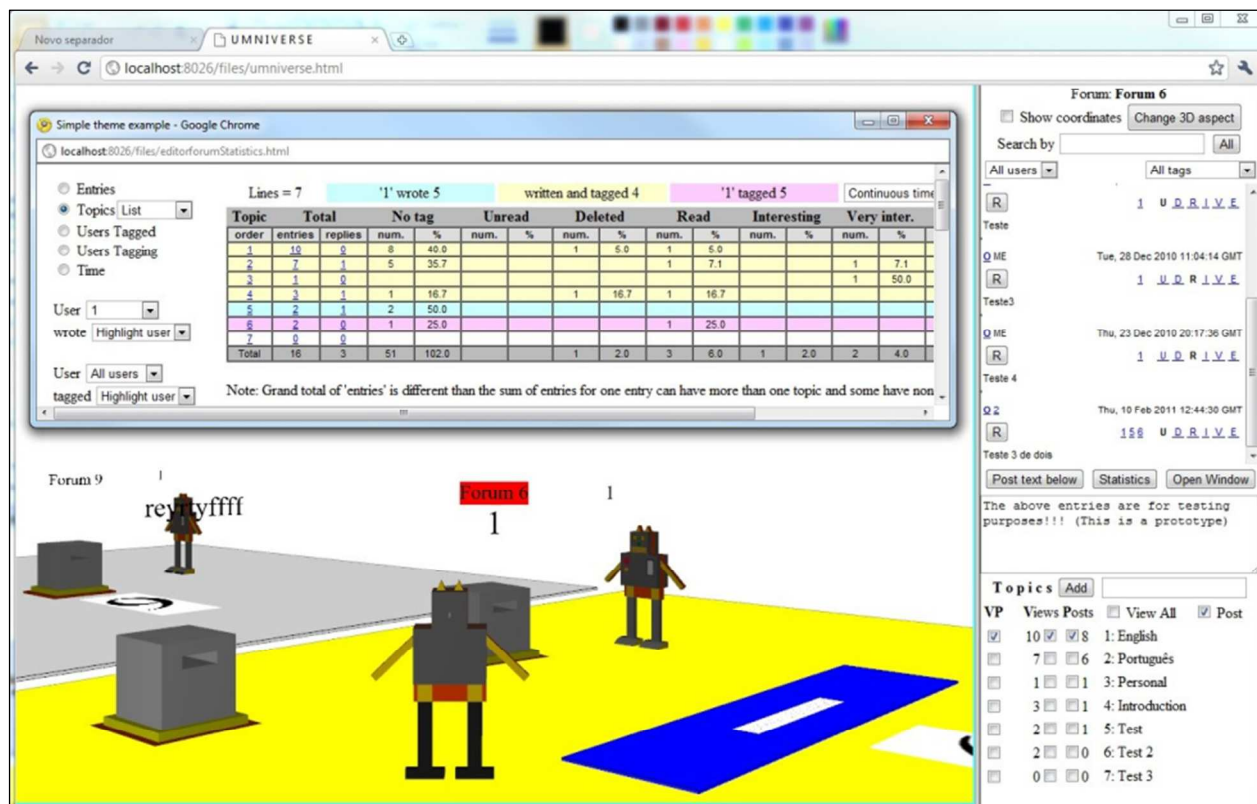 Novo separador
UMNIVERSE
localhost:8026/files/umniverse.html
Simple theme example - Google Chrome
localhost:8026/files/editorforumStatistics.html
Entries
Topics List
Users Tagged
Users Tagging
Time
User 1
wrote Highlight user
User All users
tagged Highlight user
Lines = 7 '1' wrote 5 written and tagged 4 '1' tagged 5 Continuous time
Topic Total No tag Unread Deleted Read Interesting Very inter.
order entries replies num. % num. % num. % num. % num. % num. %
1 10 0 8 40.0 1 5.0 1 5.0
2 7 1 5 35.7 1 7.1 1 7.1
3 1 0 1 50.0
4 3 1 1 16.7 1 16.7 1 16.7
5 2 1 2 50.0
6 2 0 1 25.0 1 25.0
7 0 0
Total 16 3 51 102.0 1 2.0 3 6.0 1 2.0 2 4.0
Note: Grand total of 'entries' is different than the sum of entries for one entry can have more than one topic and some have non
Forum 9
1
reyrtyffff
Forum 6
1
1
Forum: Forum 6
Show coordinates Change 3D aspect
Search by All
All users All tags
R 1 U D R I V E
Teste
O ME Tue, 28 Dec 2010 11:04:14 GMT
R 1 U D R I V E
Teste3
O ME Thu, 23 Dec 2010 20:17:36 GMT
R 1 U D R I V E
Teste 4
O 2 Thu, 10 Feb 2011 12:44:30 GMT
R 1 5 6 U D R I V E
Teste 3 de dois
Post text below Statistics Open Window
The above entries are for testing
purposes!!! (This is a prototype)
Topics Add
VP Views Posts View All Post
10 8 1: English
7 6 2: Português
1 1 3: Personal
3 1 4: Introduction
2 1 5: Test
2 0 6: Test 2
0 0 7: Test 3